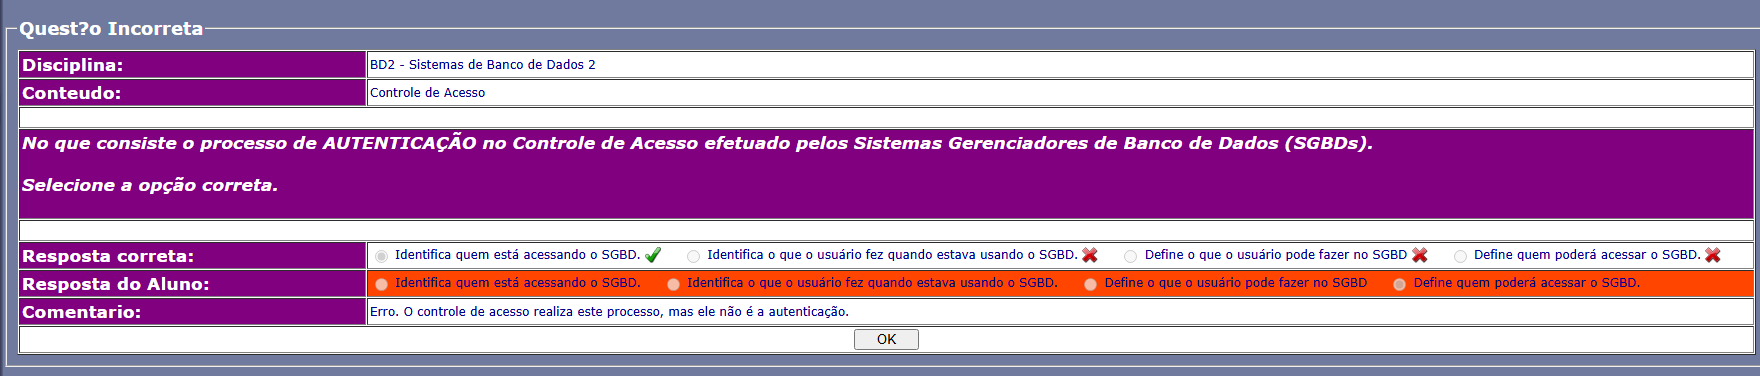 Quest?o Incorreta
Disciplina: BD2 - Sistemas de Banco de Dados 2
Conteudo: Controle de Acesso
No que consiste o processo de AUTENTICAÇÃO no Controle de Acesso efetuado pelos Sistemas Gerenciadores de Banco de Dados (SGBDs).
Selecione a opção correta.
Resposta correta: Identifica quem está acessando o SGBD. Identifica o que o usuário fez quando estava usando o SGBD. Define o que o usuário pode fazer no SGBD Define quem poderá acessar o SGBD.
Resposta do Aluno: Identifica quem está acessando o SGBD. Identifica o que o usuário fez quando estava usando o SGBD. Define o que o usuário pode fazer no SGBD Define quem poderá acessar o SGBD.
Comentario: Erro. O controle de acesso realiza este processo, mas ele não é a autenticação.
OK